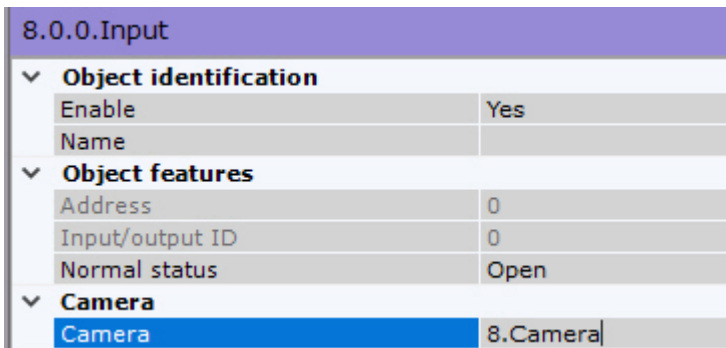 8.0.0.Input
Object identification
Enable Yes
Name
Object features
Address 0
Input/output ID 0
Normal status Open
Camera
Camera 8.Camera